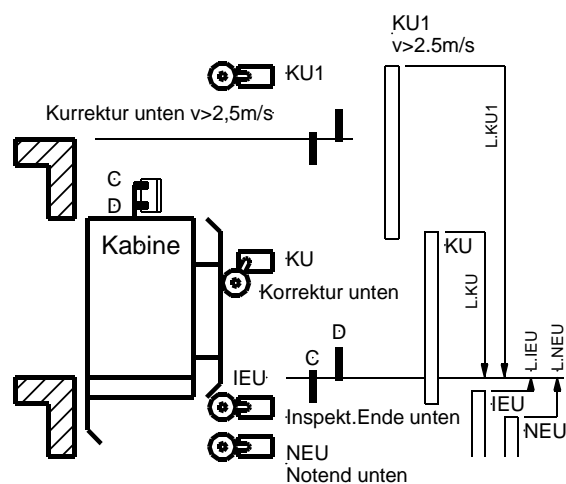 KU1
v>2.5m/s
KU1
Kurrektur unten v>2,5m/s
L.KU1
C
D
Kabine
KU
KU
Korrektur unten
L.KU
D
C
IEU
L.IEU
L.NEU
IEU
Inspekt.Ende unten
NEU
NEU
Notend unten